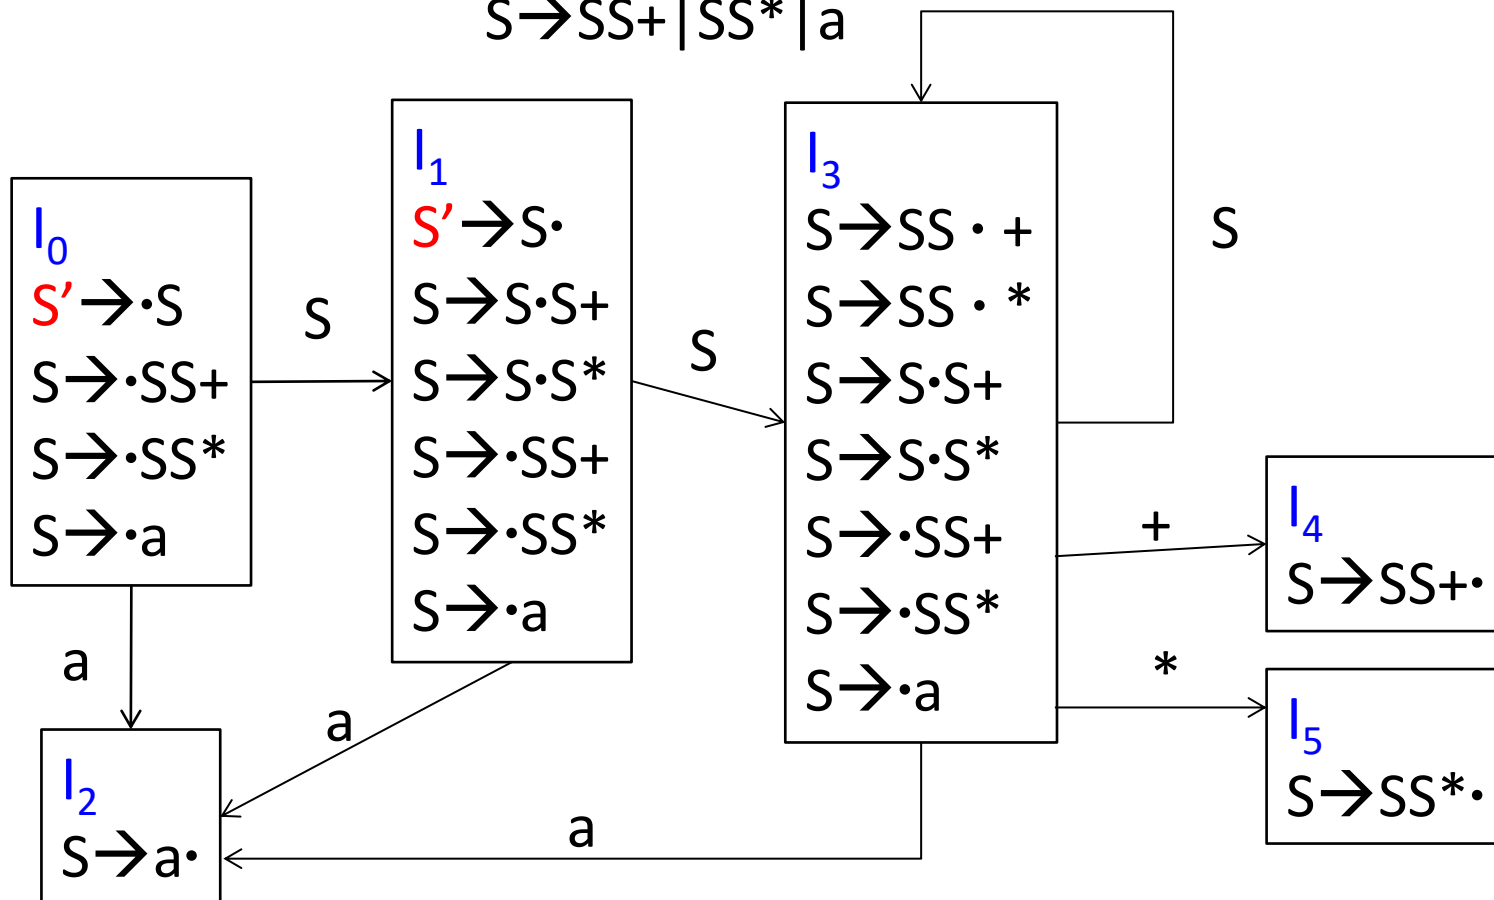 S→SS+|SS*|a
I0
S'→·S
S→·SS+
S→·SS*
S→·a
S
a
I1
S'→S·
S→S·S+
S→S·S*
S→·SS+
S→·SS*
S→·a
S
a
I2
S→a·
I3
S→SS · +
S→SS · *
S→S·S+
S→S·S*
S→·SS+
S→·SS*
S→·a
S
+
*
a
I4
S→SS+·
I5
S→SS*·